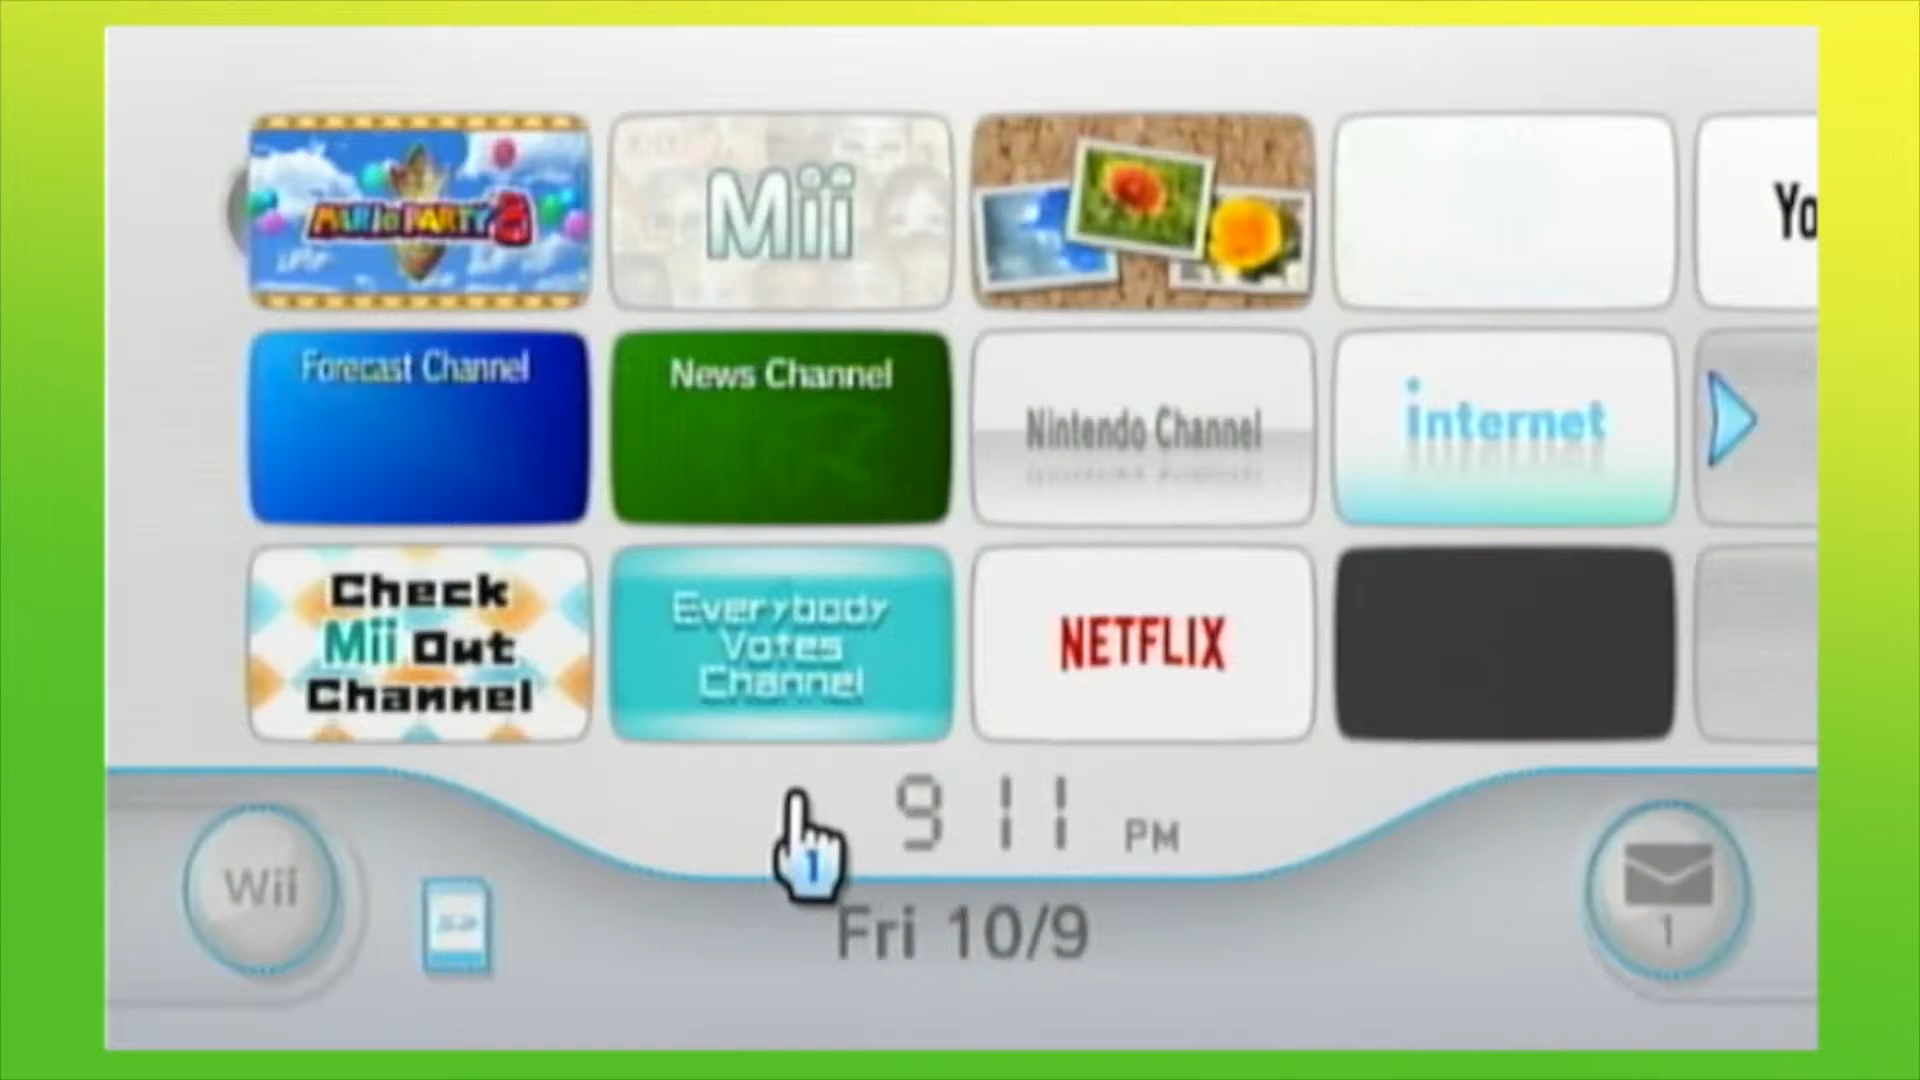 MARIO PARTY 8
Mii
Yo
Forecast Channel
News Channel
Nintendo Channel
internet
Check
Mii Out
Channel
Everybody
Votes
Channel
NETFLIX
9 11 PM
1
Wii
Fri 10/9
1